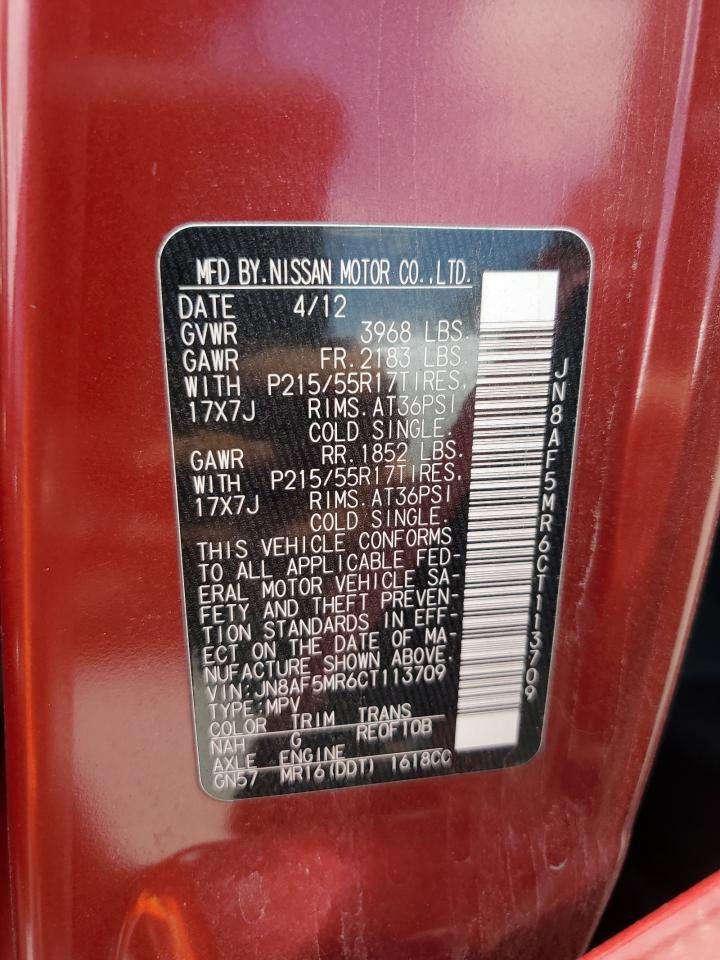 MFD BY.NISSAN MOTOR CO.,LTD.
DATE 4/12
GVWR 3968 LBS.
GAWR FR.2183 LBS.
WITH P215/55R17TIRES,
17X7J RIMS.AT36PSI
COLD SINGLE.
GAWR RR.1852 LBS.
WITH P215/55R17TIRES,
17X7J RIMS.AT36PSI
COLD SINGLE.
THIS VEHICLE CONFORMS
TO ALL APPLICABLE FED-
ERAL MOTOR VEHICLE SA-
FETY AND THEFT PREVEN-
TION STANDARDS IN EFF-
ECT ON THE DATE OF MA-
NUFACTURE SHOWN ABOVE.
VIN:JN8AF5MR6CT113709
TYPE:MPV
COLOR TRIM TRANS
NAH G REOF10B
AXLE ENGINE
GN57 MR16(DDT) 1618CC
JN8AF5MR6CT113709